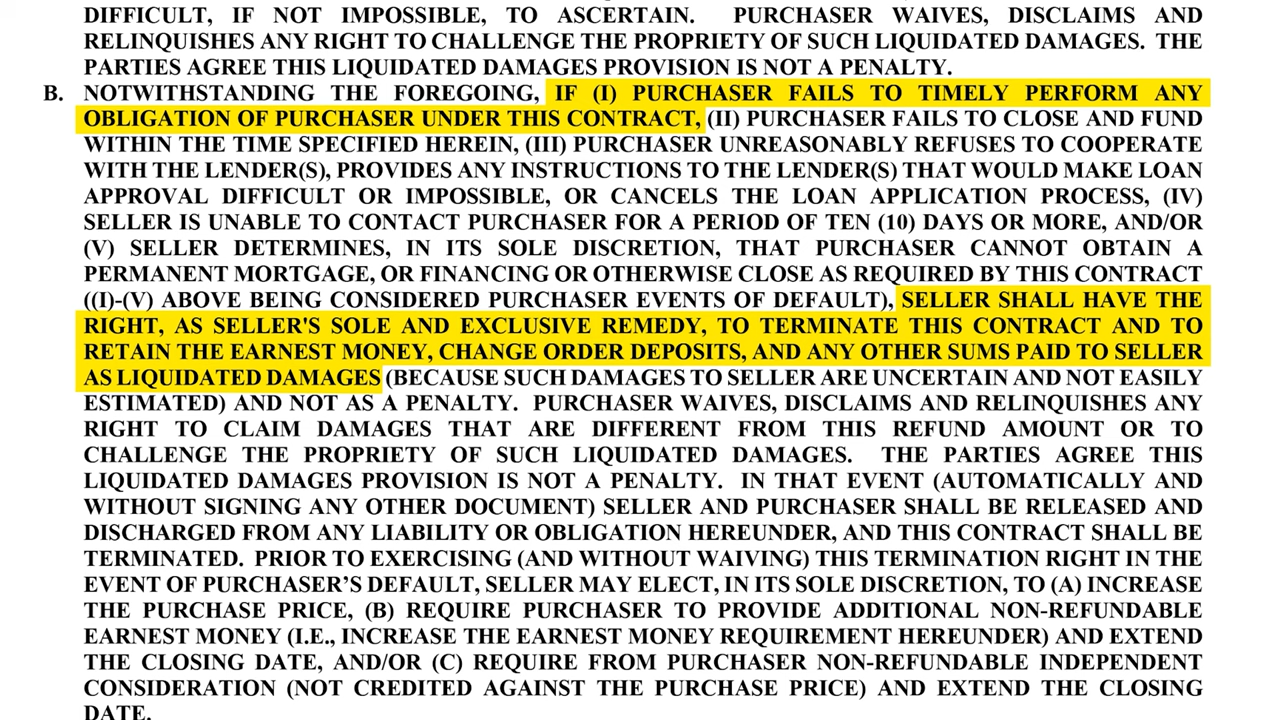 DIFFICULT, IF NOT IMPOSSIBLE, TO ASCERTAIN. PURCHASER WAIVES, DISCLAIMS AND
RELINQUISHES ANY RIGHT TO CHALLENGE THE PROPRIETY OF SUCH LIQUIDATED DAMAGES. THE
PARTIES AGREE THIS LIQUIDATED DAMAGES PROVISION IS NOT A PENALTY.
B. NOTWITHSTANDING THE FOREGOING, IF (I) PURCHASER FAILS TO TIMELY PERFORM ANY
OBLIGATION OF PURCHASER UNDER THIS CONTRACT, (II) PURCHASER FAILS TO CLOSE AND FUND
WITHIN THE TIME SPECIFIED HEREIN, (III) PURCHASER UNREASONABLY REFUSES TO COOPERATE
WITH THE LENDER(S), PROVIDES ANY INSTRUCTIONS TO THE LENDER(S) THAT WOULD MAKE LOAN
APPROVAL DIFFICULT OR IMPOSSIBLE, OR CANCELS THE LOAN APPLICATION PROCESS, (IV)
SELLER IS UNABLE TO CONTACT PURCHASER FOR A PERIOD OF TEN (10) DAYS OR MORE, AND/OR
(V) SELLER DETERMINES, IN ITS SOLE DISCRETION, THAT PURCHASER CANNOT OBTAIN A
PERMANENT MORTGAGE, OR FINANCING OR OTHERWISE CLOSE AS REQUIRED BY THIS CONTRACT
((I)-(V) ABOVE BEING CONSIDERED PURCHASER EVENTS OF DEFAULT), SELLER SHALL HAVE THE
RIGHT, AS SELLER'S SOLE AND EXCLUSIVE REMEDY, TO TERMINATE THIS CONTRACT AND TO
RETAIN THE EARNEST MONEY, CHANGE ORDER DEPOSITS, AND ANY OTHER SUMS PAID TO SELLER
AS LIQUIDATED DAMAGES (BECAUSE SUCH DAMAGES TO SELLER ARE UNCERTAIN AND NOT EASILY
ESTIMATED) AND NOT AS A PENALTY. PURCHASER WAIVES, DISCLAIMS AND RELINQUISHES ANY
RIGHT TO CLAIM DAMAGES THAT ARE DIFFERENT FROM THIS REFUND AMOUNT OR TO
CHALLENGE THE PROPRIETY OF SUCH LIQUIDATED DAMAGES. THE PARTIES AGREE THIS
LIQUIDATED DAMAGES PROVISION IS NOT A PENALTY. IN THAT EVENT (AUTOMATICALLY AND
WITHOUT SIGNING ANY OTHER DOCUMENT) SELLER AND PURCHASER SHALL BE RELEASED AND
DISCHARGED FROM ANY LIABILITY OR OBLIGATION HEREUNDER, AND THIS CONTRACT SHALL BE
TERMINATED. PRIOR TO EXERCISING (AND WITHOUT WAIVING) THIS TERMINATION RIGHT IN THE
EVENT OF PURCHASER’S DEFAULT, SELLER MAY ELECT, IN ITS SOLE DISCRETION, TO (A) INCREASE
THE PURCHASE PRICE, (B) REQUIRE PURCHASER TO PROVIDE ADDITIONAL NON-REFUNDABLE
EARNEST MONEY (I.E., INCREASE THE EARNEST MONEY REQUIREMENT HEREUNDER) AND EXTEND
THE CLOSING DATE, AND/OR (C) REQUIRE FROM PURCHASER NON-REFUNDABLE INDEPENDENT
CONSIDERATION (NOT CREDITED AGAINST THE PURCHASE PRICE) AND EXTEND THE CLOSING
DATE.